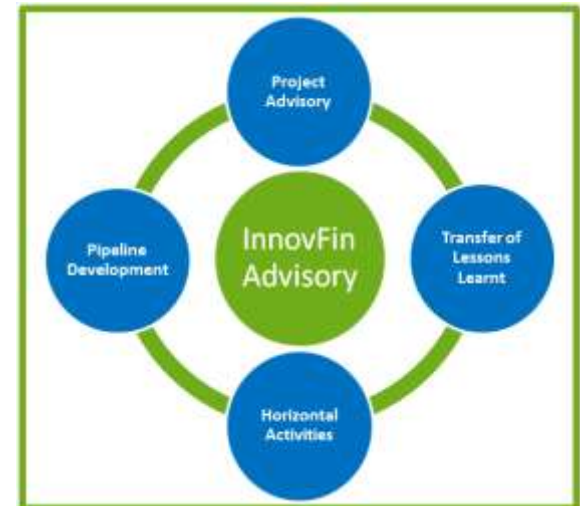 Project
Advisory
InnovFin
Advisory
Pipeline
Development
Transfer of
Lessons
Learnt
Horizontal
Activities